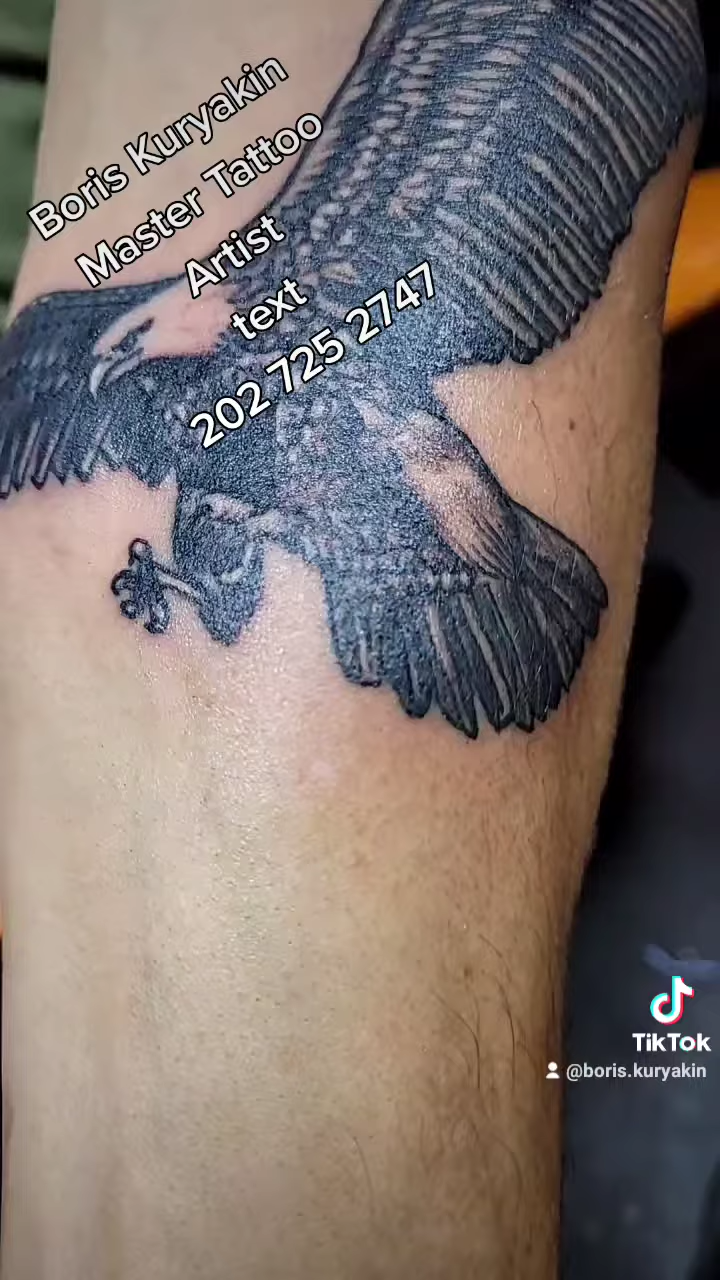 Boris Kuryakin
Master Tattoo
Artist
text
202 725 2747
TikTok
@boris.kuryakin